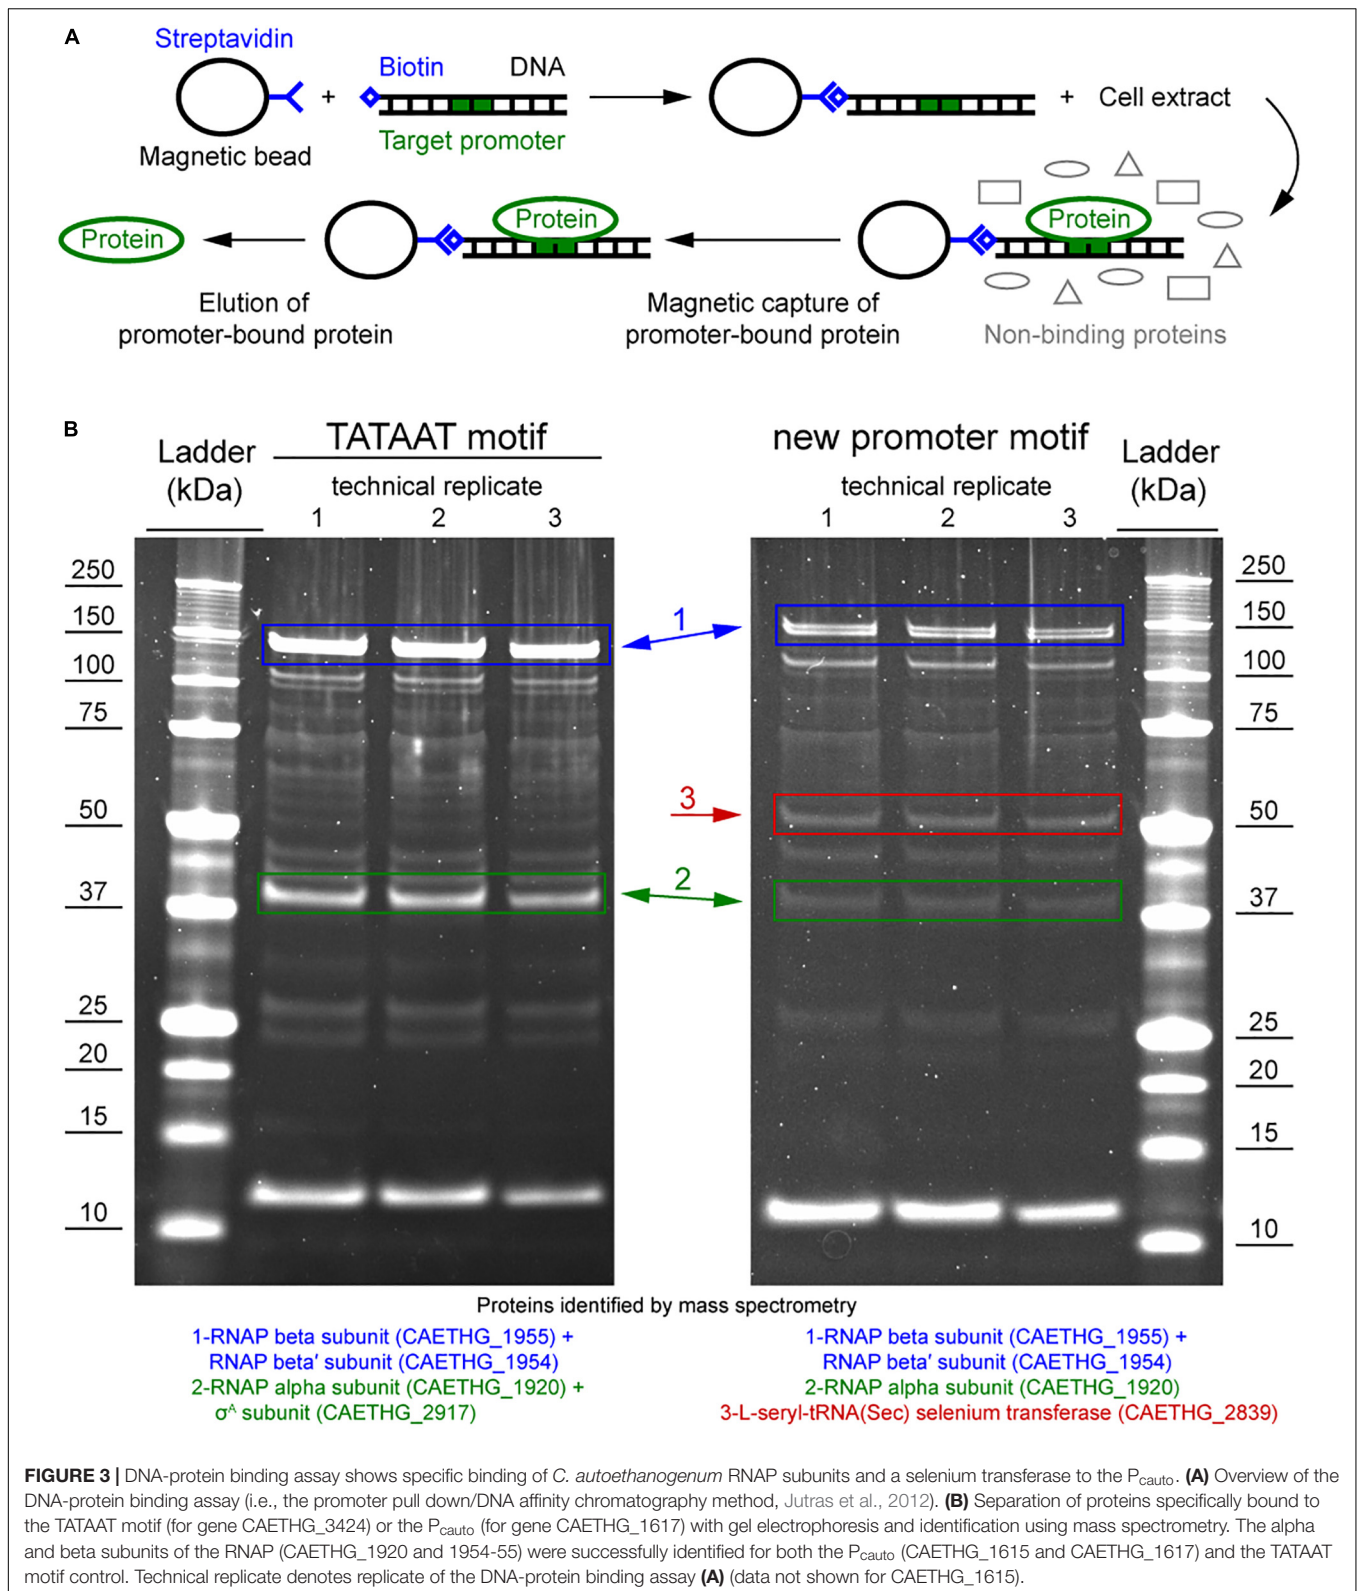 A
Streptavidin
Biotin
DNA
+
+
Cell extract
Magnetic bead
Target promoter
Protein
Protein
Protein
Elution of
promoter-bound protein
Magnetic capture of
promoter-bound protein
Non-binding proteins
B
Ladder
(kDa)
TATAAT motif
technical replicate
1 2 3
new promoter motif
technical replicate
1 2 3
Ladder
(kDa)
250
150
100
75
50
37
25
20
15
10
1
3
2
250
150
100
75
50
37
25
20
15
10
Proteins identified by mass spectrometry
1-RNAP beta subunit (CAETHG_1955) +
RNAP beta′ subunit (CAETHG_1954)
2-RNAP alpha subunit (CAETHG_1920) +
σᴬ subunit (CAETHG_2917)
1-RNAP beta subunit (CAETHG_1955) +
RNAP beta′ subunit (CAETHG_1954)
2-RNAP alpha subunit (CAETHG_1920)
3-L-seryl-tRNA(Sec) selenium transferase (CAETHG_2839)
FIGURE 3 | DNA-protein binding assay shows specific binding of C. autoethanogenum RNAP subunits and a selenium transferase to the Pcauto. (A) Overview of the
DNA-protein binding assay (i.e., the promoter pull down/DNA affinity chromatography method, Jutras et al., 2012). (B) Separation of proteins specifically bound to
the TATAAT motif (for gene CAETHG_3424) or the Pcauto (for gene CAETHG_1617) with gel electrophoresis and identification using mass spectrometry. The alpha
and beta subunits of the RNAP (CAETHG_1920 and 1954-55) were successfully identified for both the Pcauto (CAETHG_1615 and CAETHG_1617) and the TATAAT
motif control. Technical replicate denotes replicate of the DNA-protein binding assay (A) (data not shown for CAETHG_1615).